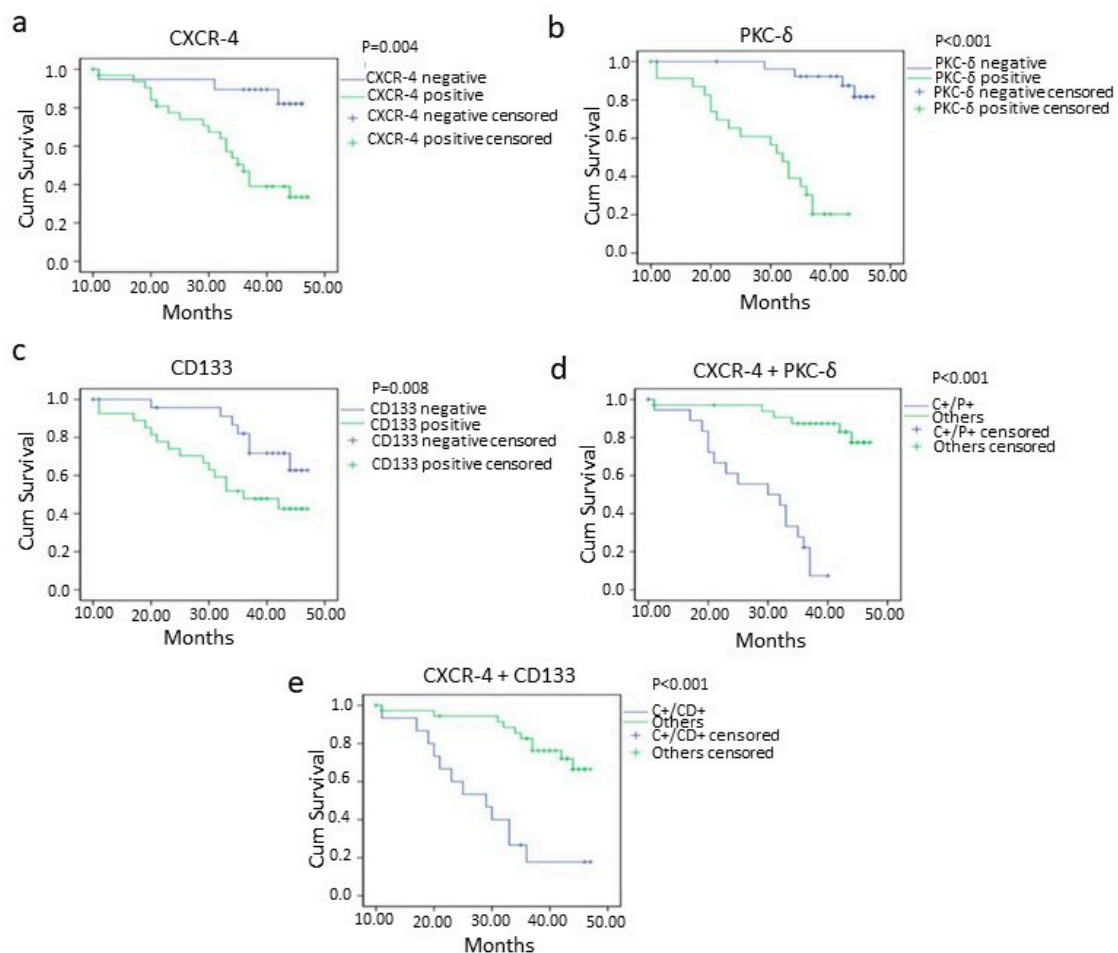 a
CXCR-4
P=0.004
CXCR-4 negative
CXCR-4 positive
CXCR-4 negative censored
CXCR-4 positive censored
Cum Survival
1.0
0.8
0.6
0.4
0.2
0.0
10.00 20.00 30.00 40.00 50.00
Months
b
PKC-δ
P<0.001
PKC-δ negative
PKC-δ positive
PKC-δ negative censored
PKC-δ positive censored
Cum Survival
1.0
0.8
0.6
0.4
0.2
0.0
10.00 20.00 30.00 40.00 50.00
Months
c
CD133
P=0.008
CD133 negative
CD133 positive
CD133 negative censored
CD133 positive censored
Cum Survival
1.0
0.8
0.6
0.4
0.2
0.0
10.00 20.00 30.00 40.00 50.00
Months
d
CXCR-4 + PKC-δ
P<0.001
C+/P+
Others
C+/P+ censored
Others censored
Cum Survival
1.0
0.8
0.6
0.4
0.2
0.0
10.00 20.00 30.00 40.00 50.00
Months
e
CXCR-4 + CD133
P<0.001
C+/CD+
Others
C+/CD+ censored
Others censored
Cum Survival
1.0
0.8
0.6
0.4
0.2
0.0
10.00 20.00 30.00 40.00 50.00
Months